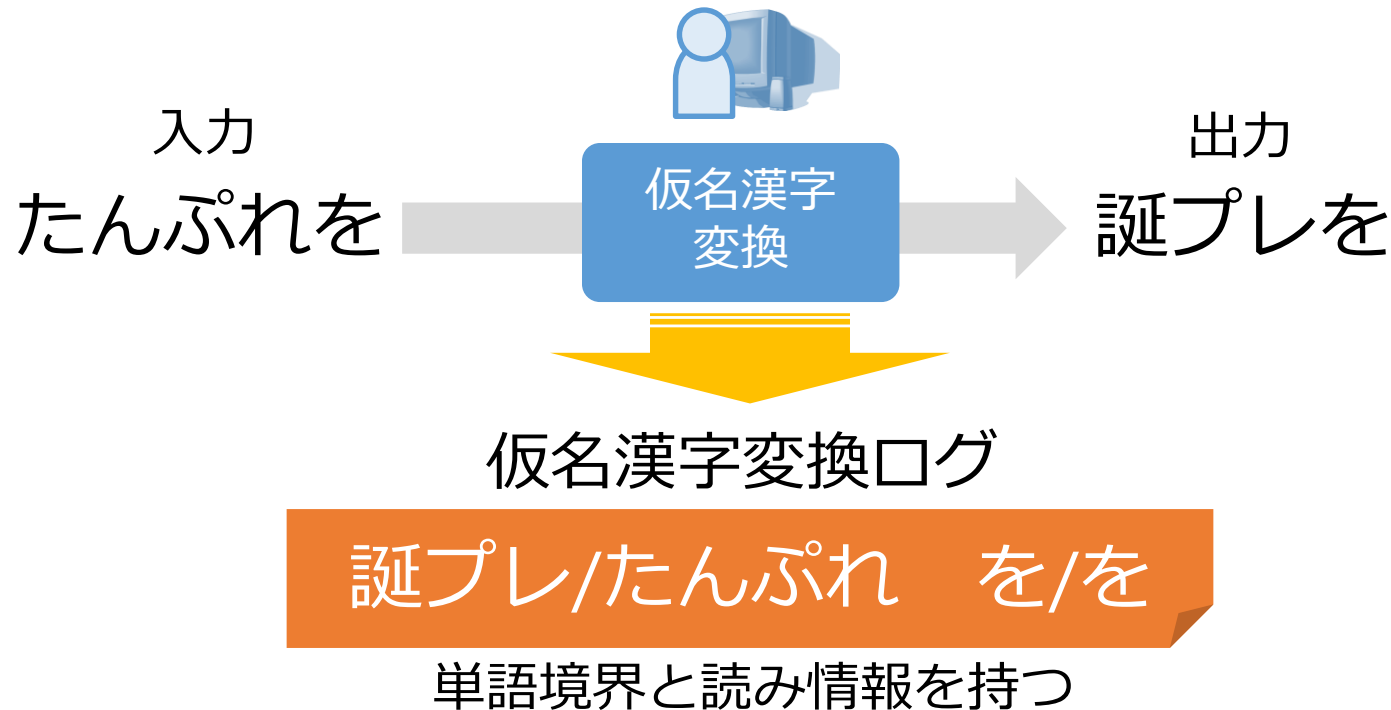 入力
たんぷれを
仮名漢字
変換
出力
誕プレを
仮名漢字変換ログ
誕プレ/たんぷれ　を/を
単語境界と読み情報を持つ